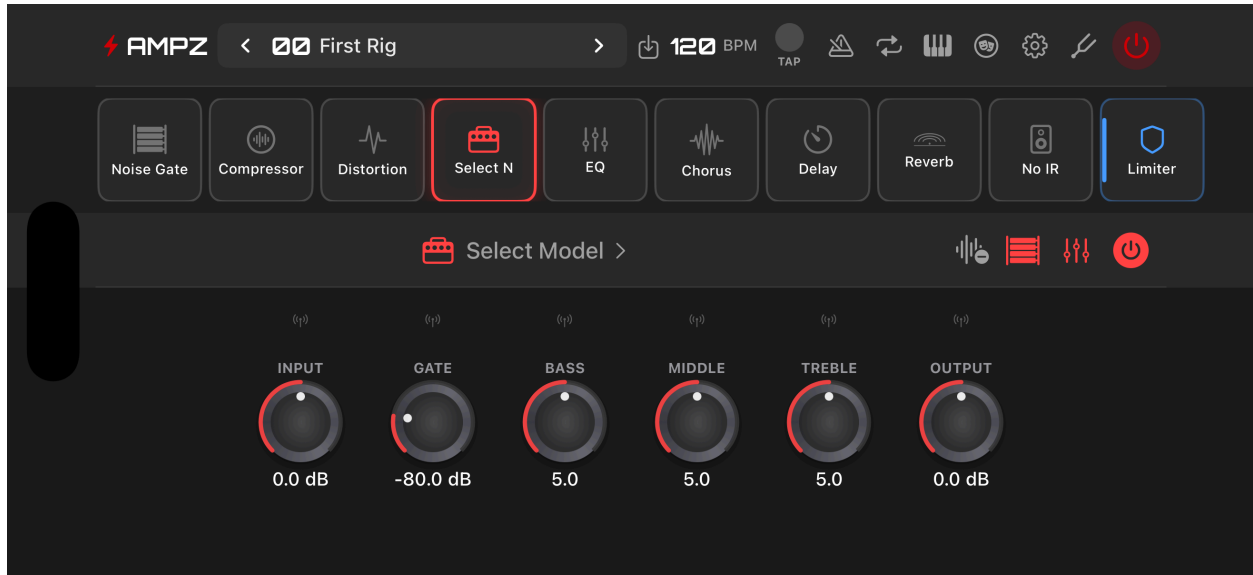 AMPZ
00 First Rig
120 BPM
TAP
Noise Gate
Compressor
Distortion
Select N
EQ
Chorus
Delay
Reverb
No IR
Limiter
Select Model >
INPUT GATE BASS MIDDLE TREBLE OUTPUT
0.0 dB -80.0 dB 5.0 5.0 5.0 0.0 dB